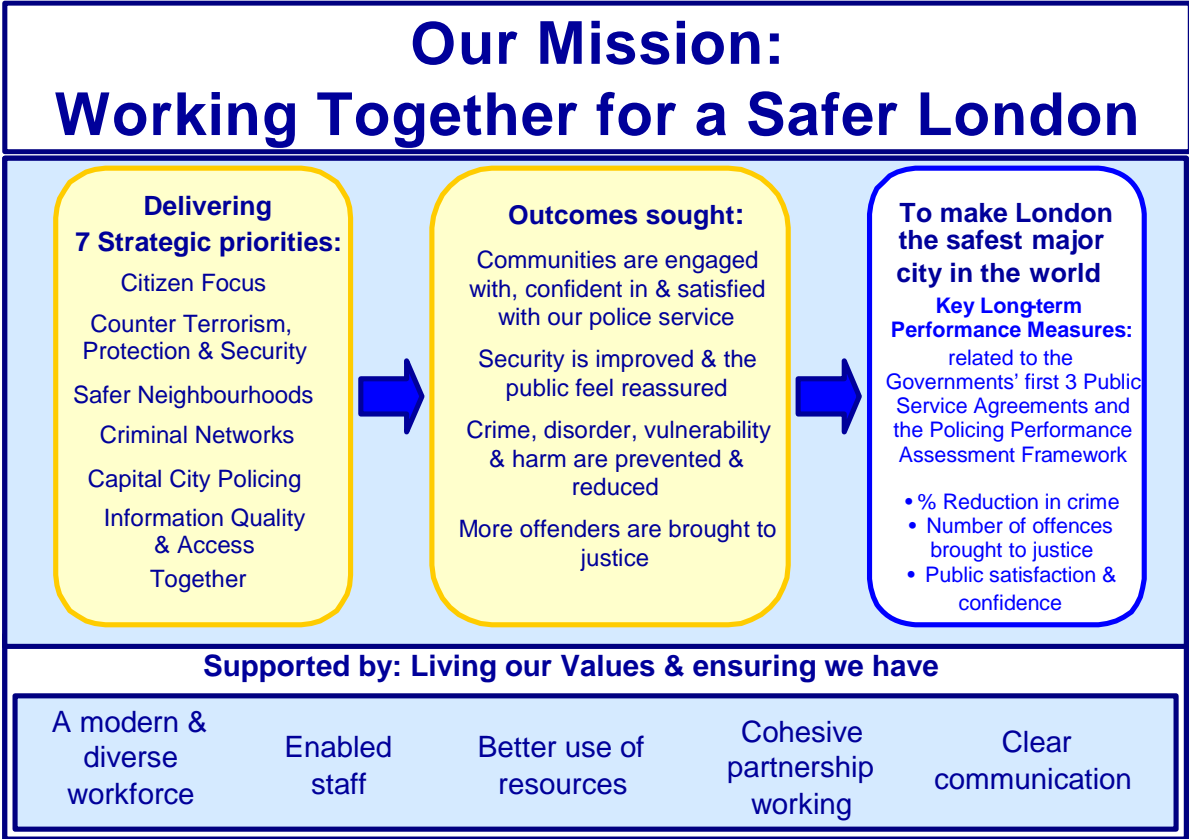 Our Mission:
Working Together for a Safer London
Delivering
7 Strategic priorities:
Citizen Focus
Counter Terrorism,
Protection & Security
Safer Neighbourhoods
Criminal Networks
Capital City Policing
Information Quality
& Access
Together
Outcomes sought:
Communities are engaged
with, confident in & satisfied
with our police service
Security is improved & the
public feel reassured
Crime, disorder, vulnerability
& harm are prevented &
reduced
More offenders are brought to
justice
To make London
the safest major
city in the world
Key Long-term
Performance Measures:
related to the
Governments’ first 3 Public
Service Agreements and
the Policing Performance
Assessment Framework
• % Reduction in crime
• Number of offences
brought to justice
• Public satisfaction &
confidence
Supported by: Living our Values & ensuring we have
A modern &
diverse
workforce
Enabled
staff
Better use of
resources
Cohesive
partnership
working
Clear
communication